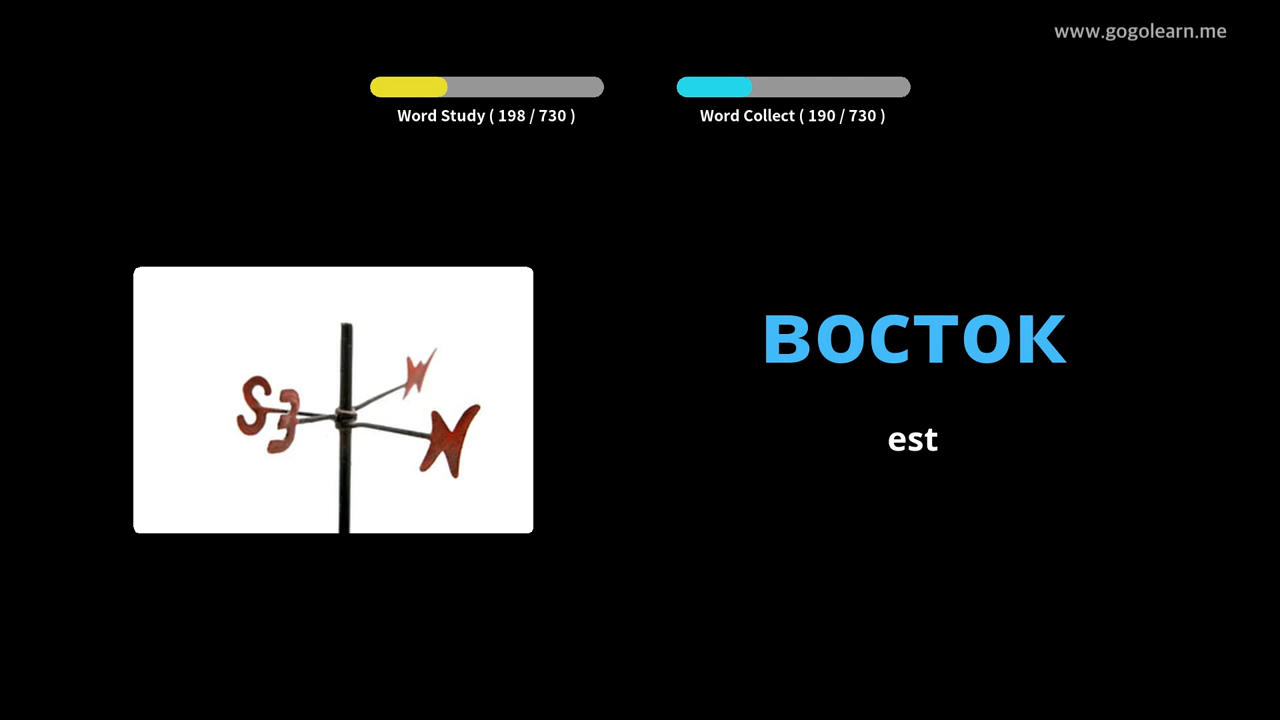 www.gogolearn.me
Word Study ( 198 / 730 )
Word Collect ( 190 / 730 )
восток
est
S E N N